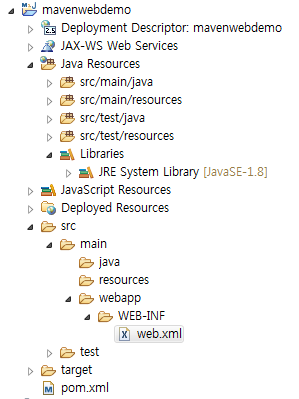 mavenwebdemo
Deployment Descriptor: mavenwebdemo
JAX-WS Web Services
Java Resources
src/main/java
src/main/resources
src/test/java
src/test/resources
Libraries
JRE System Library [JavaSE-1.8]
JavaScript Resources
Deployed Resources
src
main
java
resources
webapp
WEB-INF
web.xml
test
target
pom.xml